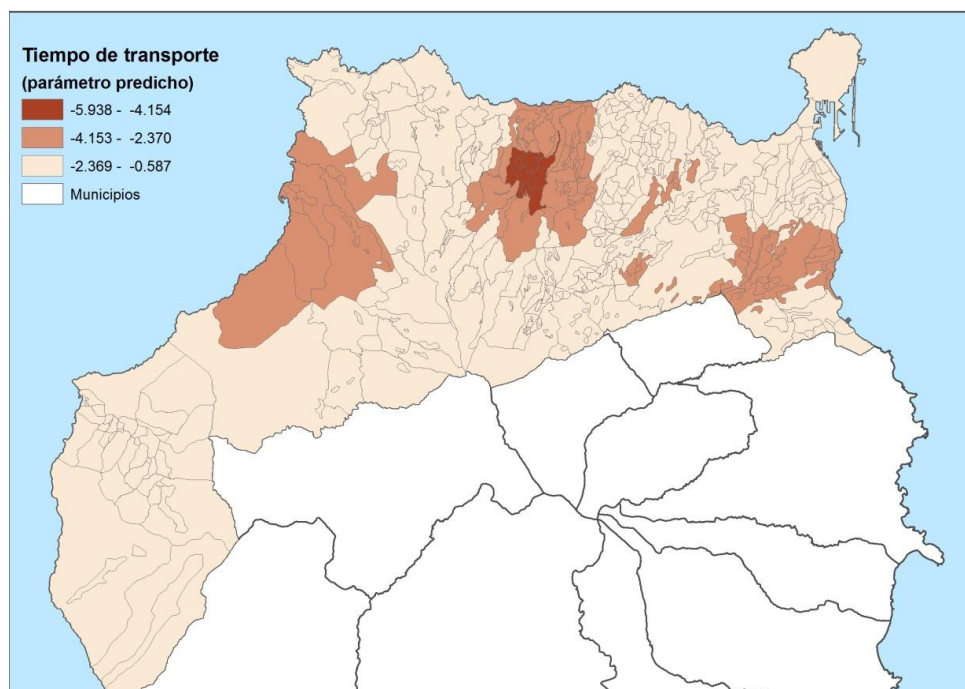 Tiempo de transporte
(parámetro predicho)
-5.938 - -4.154
-4.153 - -2.370
-2.369 - -0.587
Municipios